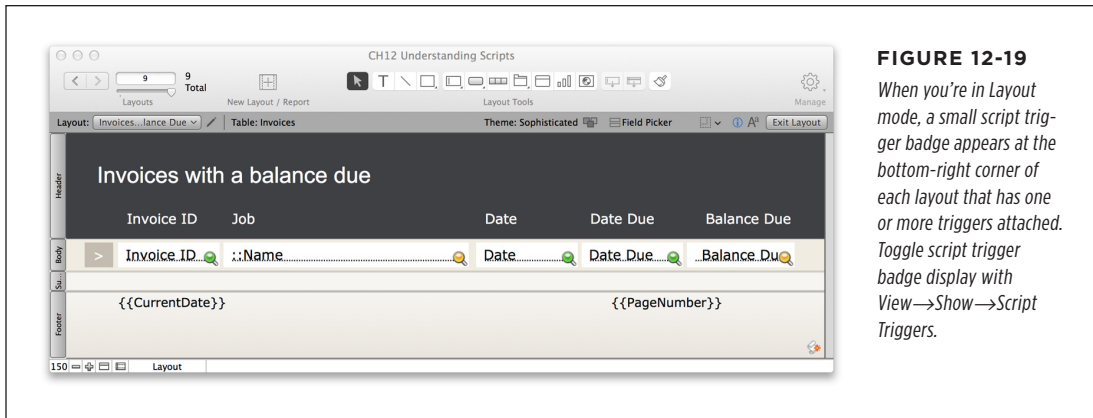 CH12 Understanding Scripts
9
9
Total
Layouts
New Layout / Report
Layout Tools
Manage
Layout: Invoices...lance Due
Table: Invoices
Theme: Sophisticated
Field Picker
Aª
Exit Layout
Header
Invoices with a balance due
Invoice ID Job Date Date Due Balance Due
Body
> Invoice ID ::Name Date Date Due Balance Du
Su...
Footer
{{CurrentDate}} {{PageNumber}}
150 Layout
FIGURE 12-19
When you're in Layout
mode, a small script trig-
ger badge appears at the
bottom-right corner of
each layout that has one
or more triggers attached.
Toggle script trigger
badge display with
View→Show→Script
Triggers.